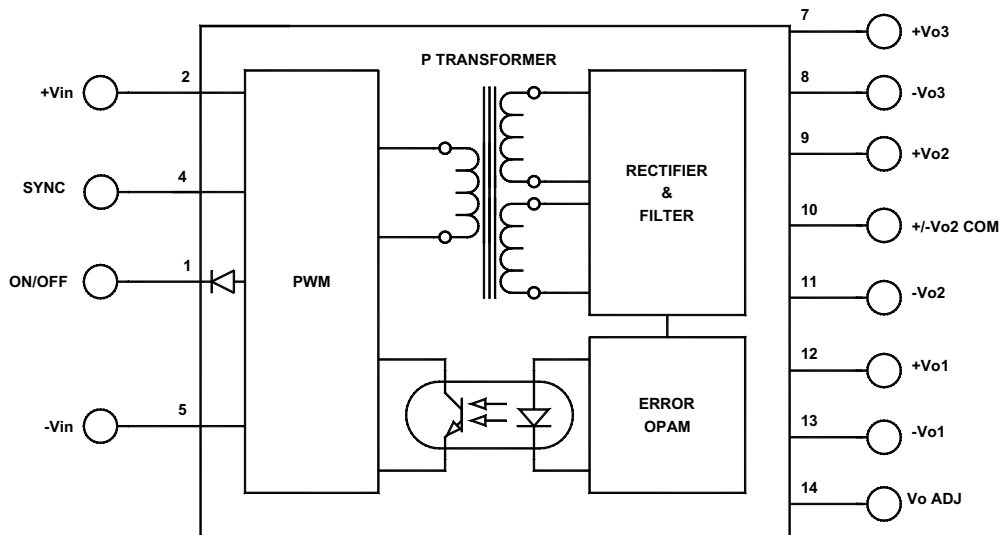 7
+Vo3
P TRANSFORMER
2
+Vin
8
-Vo3
9
+Vo2
4
SYNC
RECTIFIER
&
FILTER
10
+/-Vo2 COM
1
ON/OFF
PWM
11
-Vo2
12
+Vo1
5
-Vin
ERROR
OPAM
13
-Vo1
14
Vo ADJ